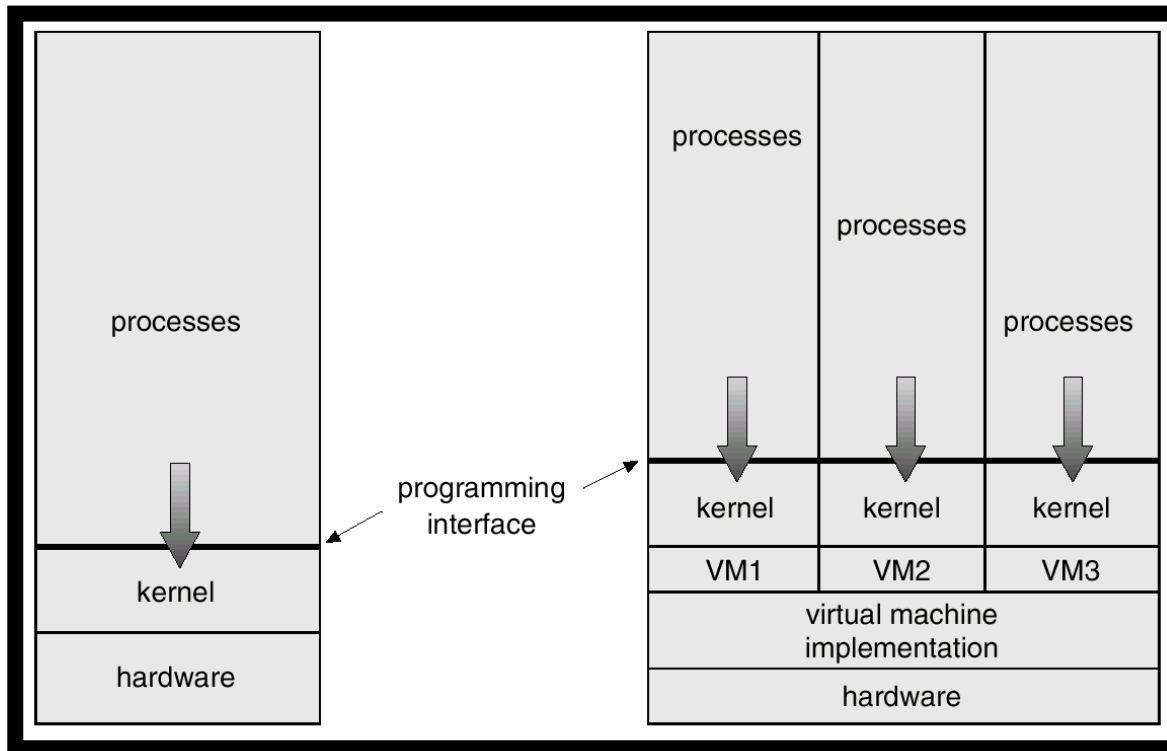 processes
kernel
hardware
programming
interface
processes
processes
processes
kernel
kernel
kernel
VM1
VM2
VM3
virtual machine
implementation
hardware